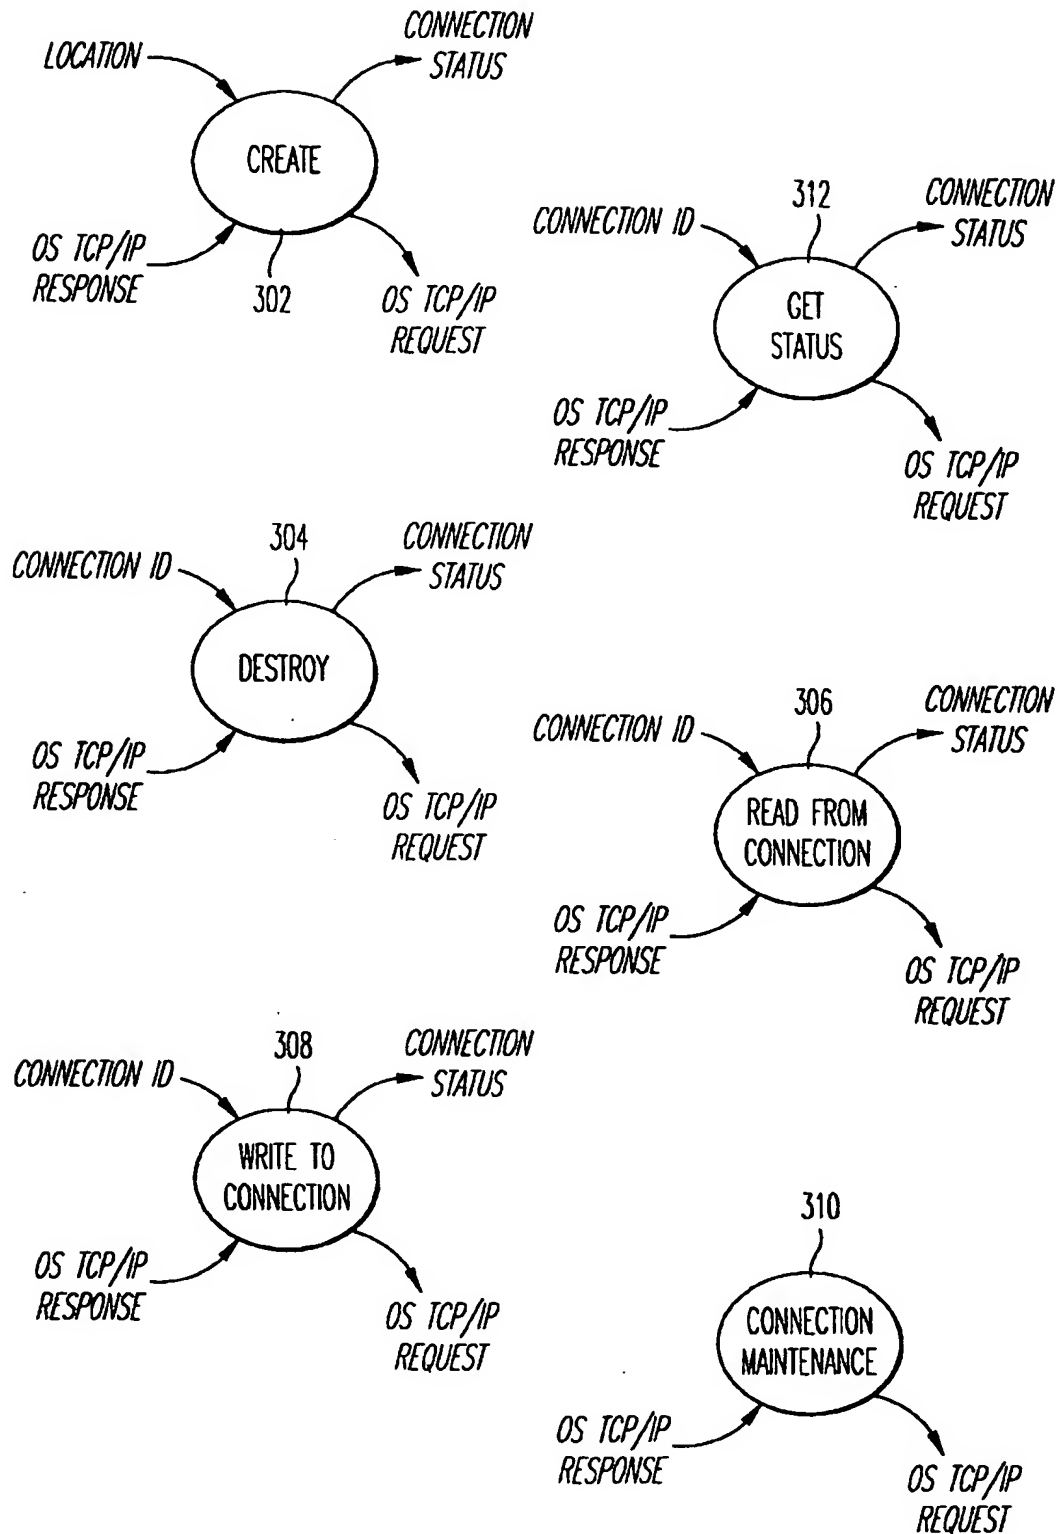 LOCATION
CONNECTION
STATUS
CREATE
OS TCP/IP
RESPONSE
302
OS TCP/IP
REQUEST
312
CONNECTION ID
CONNECTION
STATUS
GET
STATUS
OS TCP/IP
RESPONSE
OS TCP/IP
REQUEST
304
CONNECTION ID
CONNECTION
STATUS
DESTROY
OS TCP/IP
RESPONSE
OS TCP/IP
REQUEST
306
CONNECTION ID
CONNECTION
STATUS
READ FROM
CONNECTION
OS TCP/IP
RESPONSE
OS TCP/IP
REQUEST
308
CONNECTION ID
CONNECTION
STATUS
WRITE TO
CONNECTION
OS TCP/IP
RESPONSE
OS TCP/IP
REQUEST
310
CONNECTION
MAINTENANCE
OS TCP/IP
RESPONSE
OS TCP/IP
REQUEST